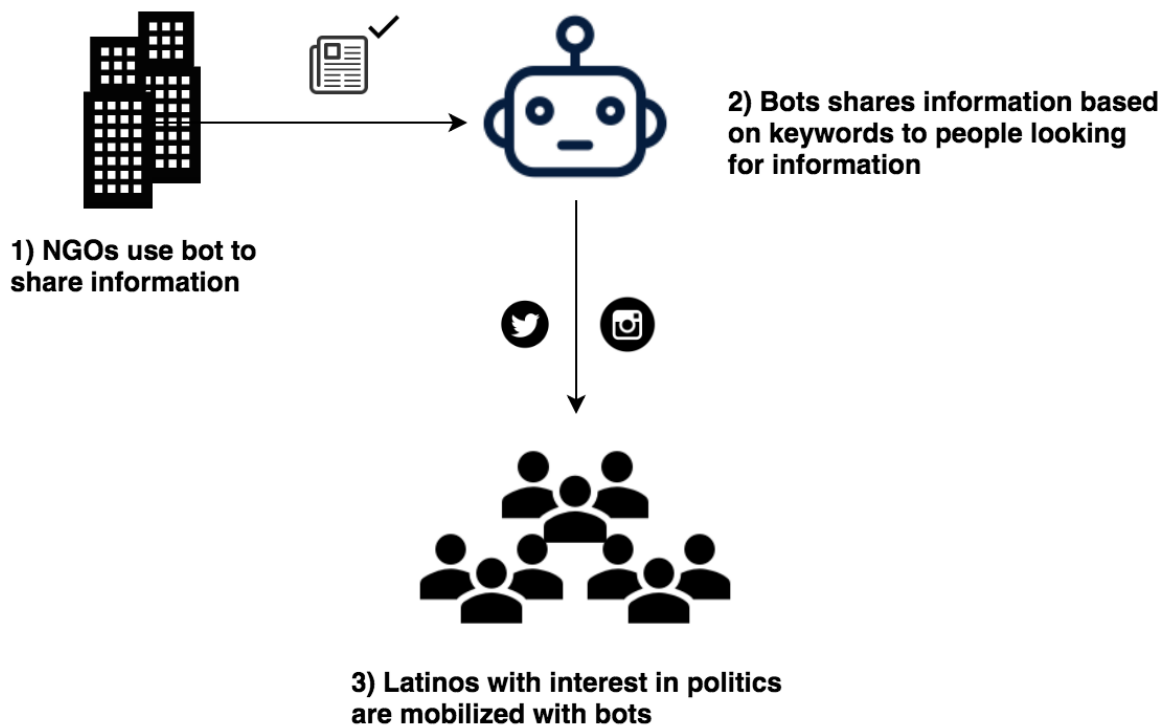 1) NGOs use bot to
share information
2) Bots shares information based
on keywords to people looking
for information
3) Latinos with interest in politics
are mobilized with bots